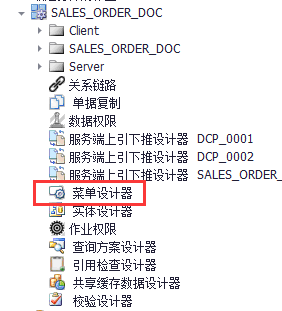 SALES_ORDER_DOC
Client
SALES_ORDER_DOC
Server
关系链路
单据复制
数据权限
服务端上引下推设计器 DCP_0001
服务端上引下推设计器 DCP_0002
服务端上引下推设计器 SALES_ORDER_
菜单设计器
实体设计器
作业权限
查询方案设计器
引用检查设计器
共享缓存数据设计器
校验设计器